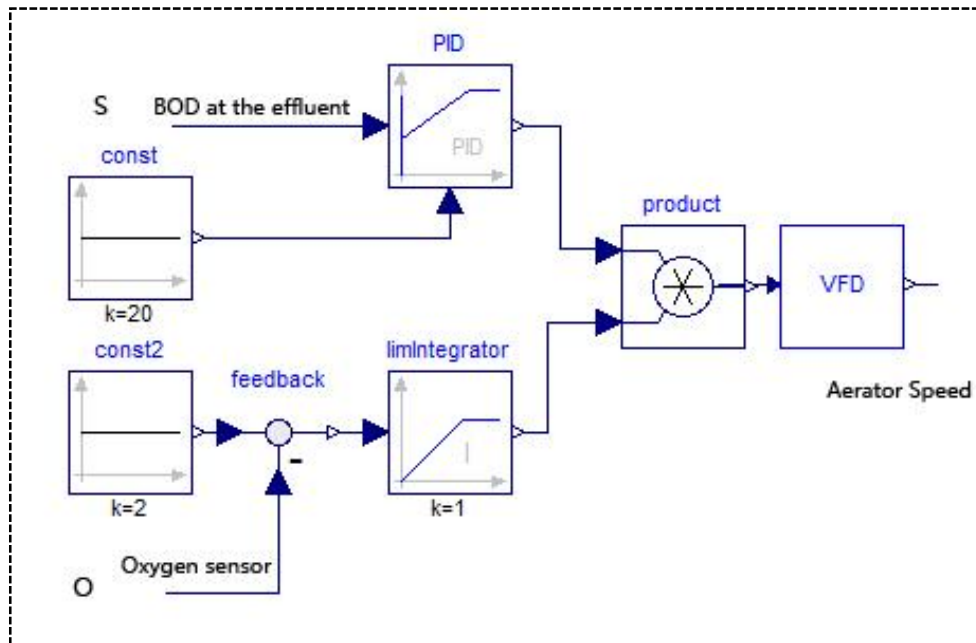 PID
S
BOD at the effluent
PID
const
product
k=20
VFD
const2
feedback
limIntegrator
Aerator Speed
I
k=2
k=1
Oxygen sensor
O